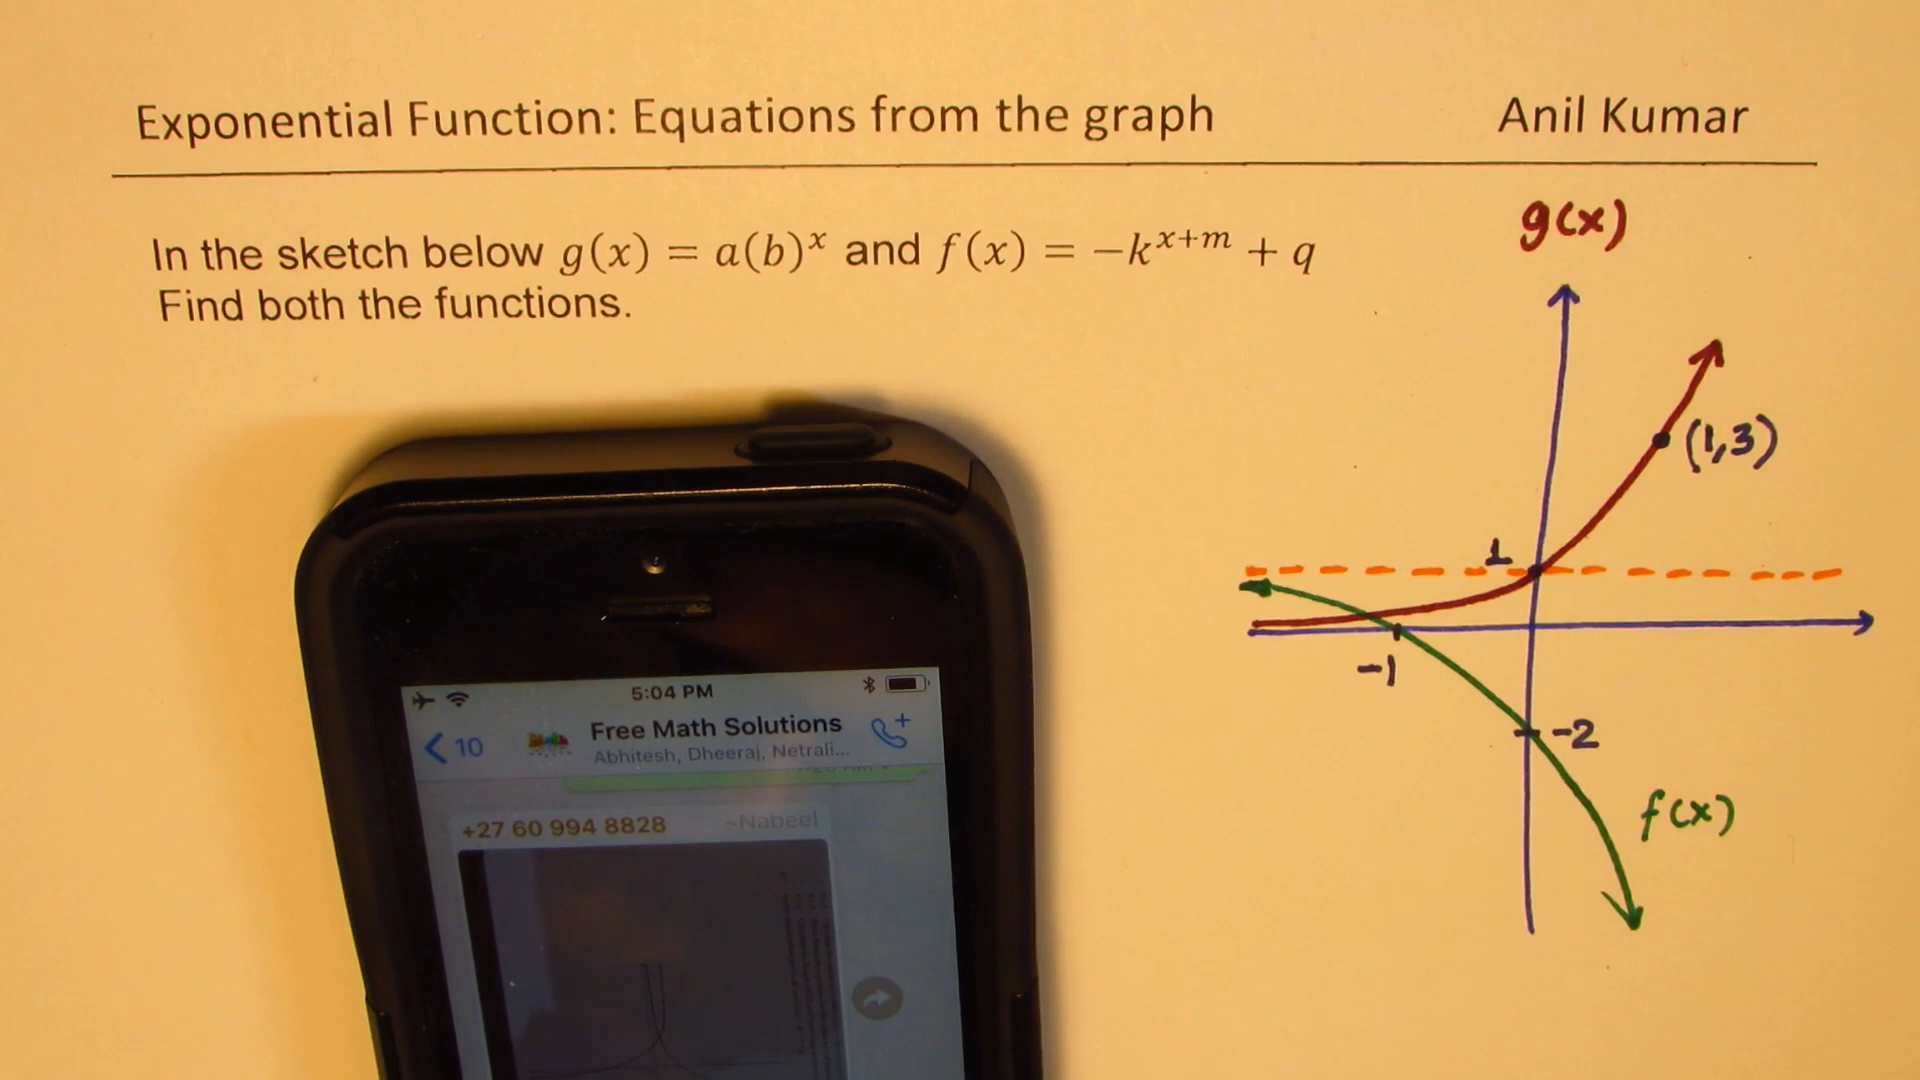 Exponential Function: Equations from the graph
Anil Kumar
In the sketch below g(x) = a(b)^x and f(x) = −k^{x+m} + q
Find both the functions.
g(x)
(1,3)
1
-1
-2
f(x)
5:04 PM
10
Free Math Solutions
Abhitesh, Dheeraj, Netrali...
+27 60 994 8828
~Nabeel